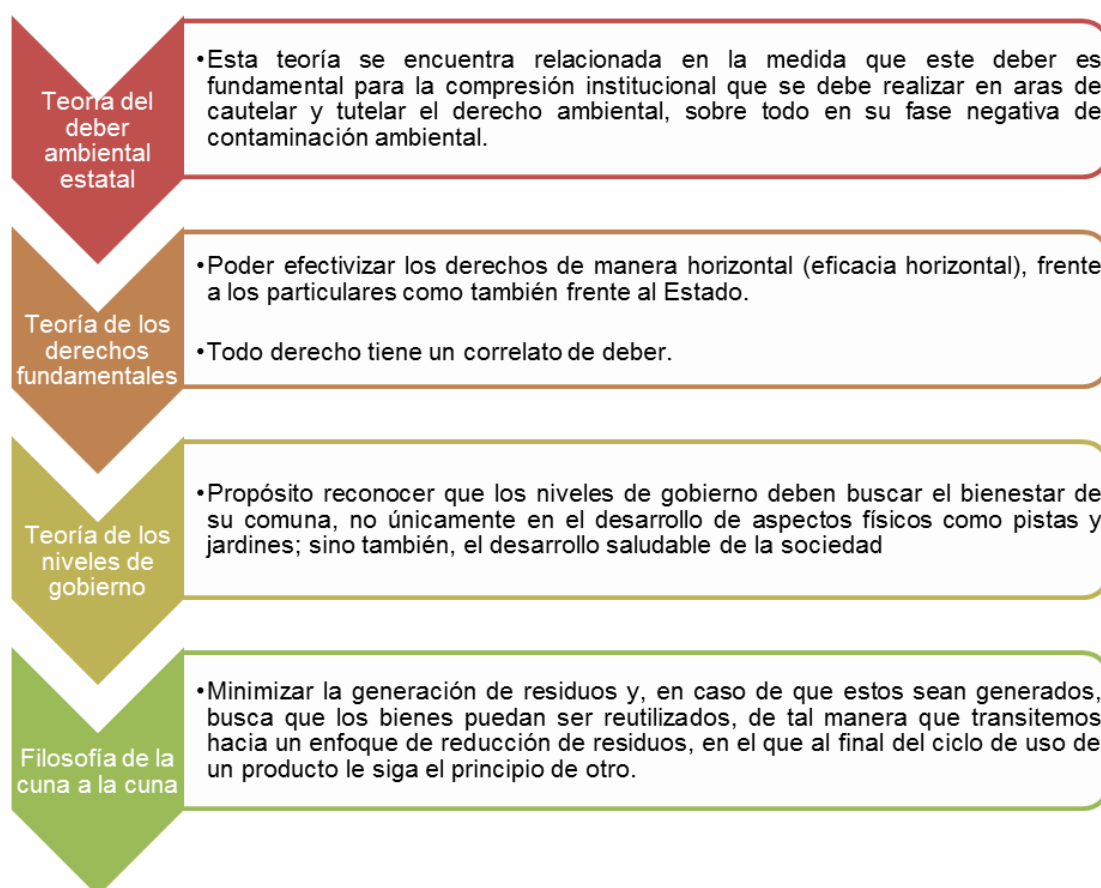 Teoría del
deber
ambiental
estatal
•Esta teoría se encuentra relacionada en la medida que este deber es
fundamental para la compresión institucional que se debe realizar en aras de
cautelar y tutelar el derecho ambiental, sobre todo en su fase negativa de
contaminación ambiental.
Teoría de los
derechos
fundamentales
•Poder efectivizar los derechos de manera horizontal (eficacia horizontal), frente
a los particulares como también frente al Estado.
•Todo derecho tiene un correlato de deber.
Teoría de los
niveles de
gobierno
•Propósito reconocer que los niveles de gobierno deben buscar el bienestar de
su comuna, no únicamente en el desarrollo de aspectos físicos como pistas y
jardines; sino también, el desarrollo saludable de la sociedad
Filosofía de la
cuna a la cuna
•Minimizar la generación de residuos y, en caso de que estos sean generados,
busca que los bienes puedan ser reutilizados, de tal manera que transitemos
hacia un enfoque de reducción de residuos, en el que al final del ciclo de uso de
un producto le siga el principio de otro.